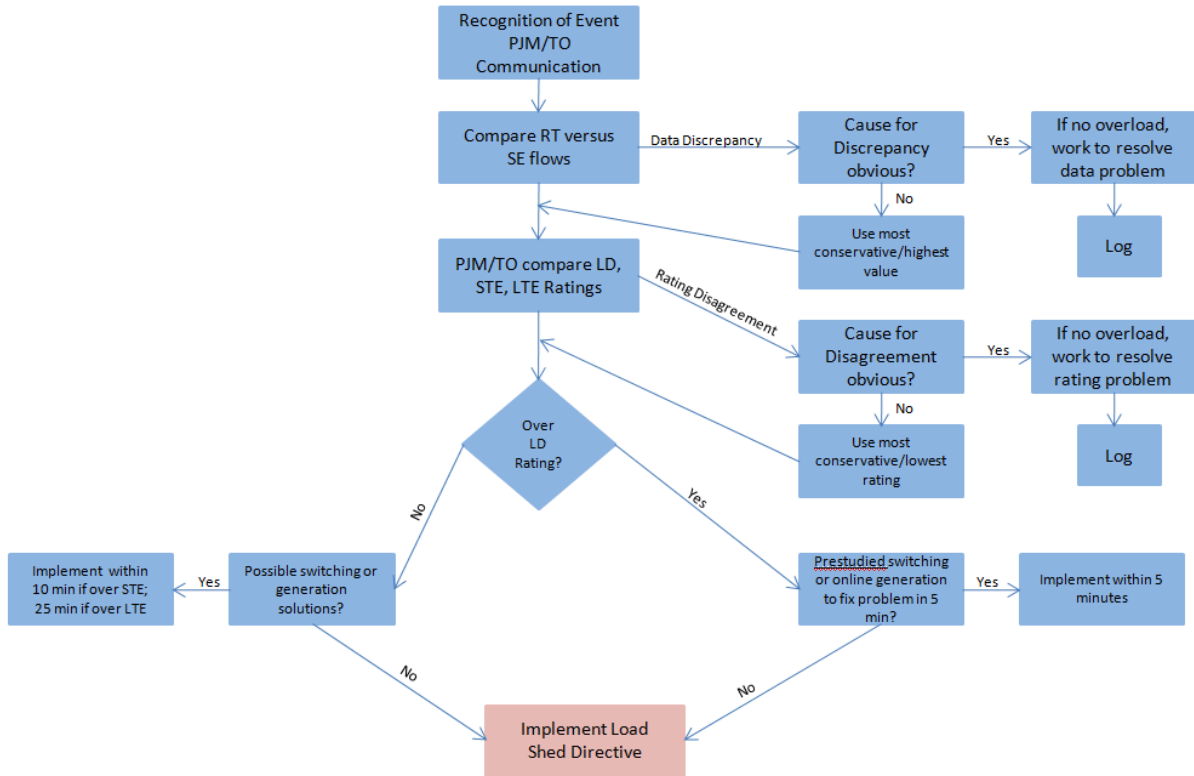 Recognition of Event
PJM/TO
Communication
Compare RT versus
SE flows
Data Discrepancy
Cause for
Discrepancy
obvious?
Yes
If no overload,
work to resolve
data problem
No
Use most
conservative/highest
value
Log
PJM/TO compare LD,
STE, LTE Ratings
Rating Disagreement
Cause for
Disagreement
obvious?
Yes
If no overload,
work to resolve
rating problem
No
Use most
conservative/lowest
rating
Log
Over
LD
Rating?
No
Yes
Implement within
10 min if over STE;
25 min if over LTE
Yes
Possible switching or
generation
solutions?
Prestudied switching
or online generation
to fix problem in 5
min?
Yes
Implement within 5
minutes
No
No
Implement Load
Shed Directive